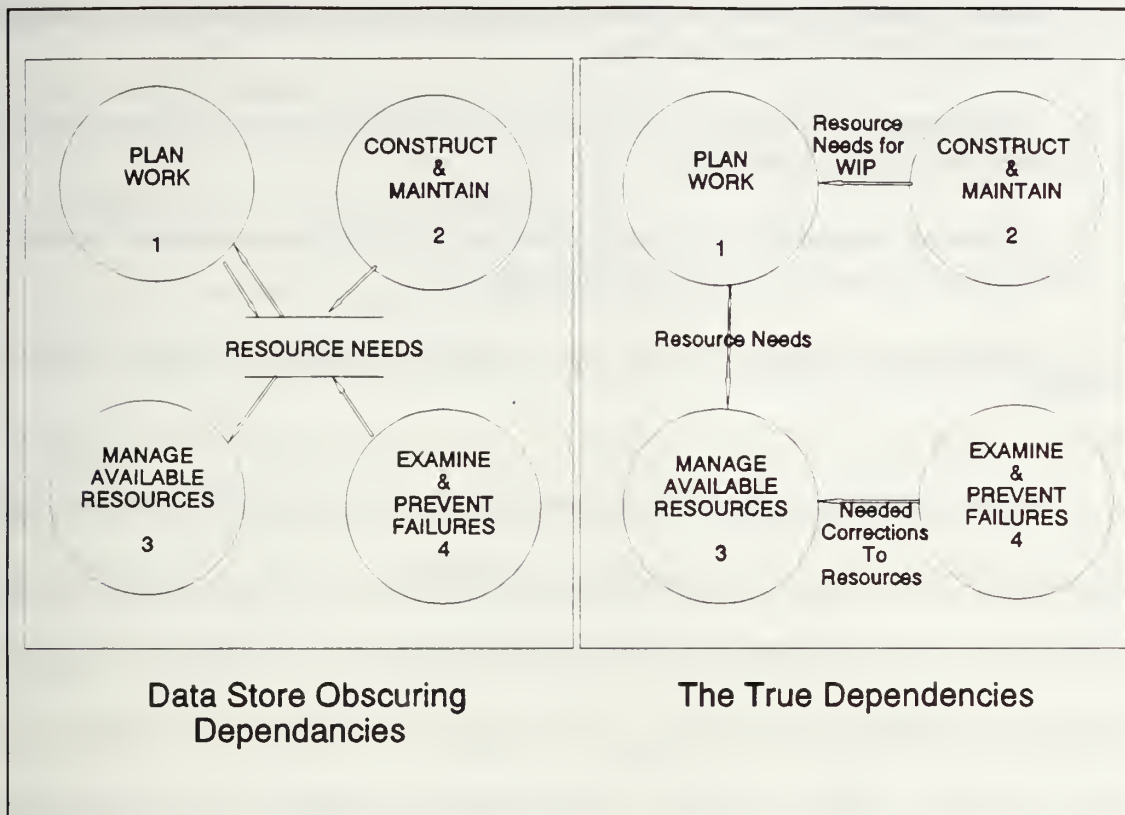 PLAN
WORK
1
CONSTRUCT
&
MAINTAIN
2
RESOURCE NEEDS
MANAGE
AVAILABLE
RESOURCES
3
EXAMINE
&
PREVENT
FAILURES
4
Data Store Obscuring
Dependancies
PLAN
WORK
1
Resource
Needs for
WIP
CONSTRUCT
&
MAINTAIN
2
Resource Needs
MANAGE
AVAILABLE
RESOURCES
3
Needed
Corrections
To
Resources
EXAMINE
&
PREVENT
FAILURES
4
The True Dependencies